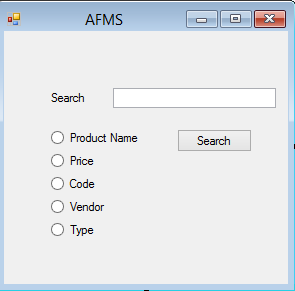 AFMS
Search
Product Name
Search
Price
Code
Vendor
Type